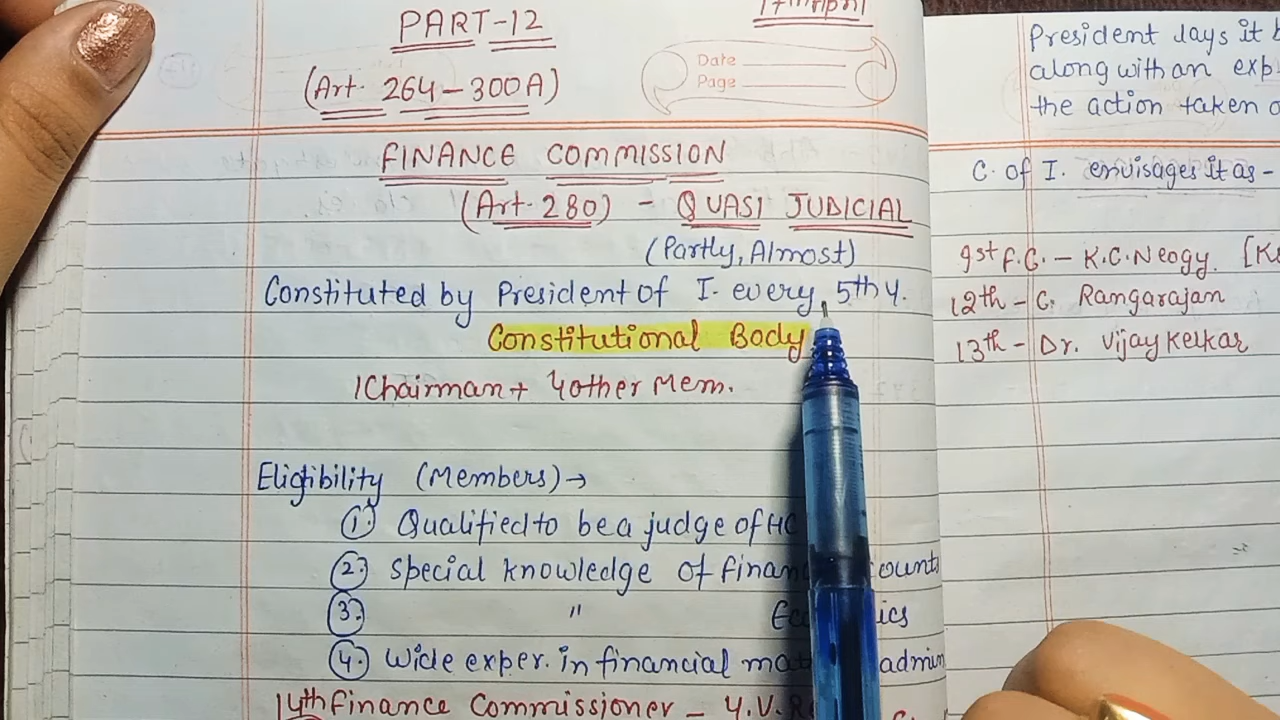 PART-12
(Art. 264-300A)
Date
Page
FINANCE COMMISSION
(Art. 280) - QUASI JUDICIAL
(Partly, Almost)
Constituted by President of I. every 5th Y.
Constitutional Body
1 Chairman + 4 other Mem.
Eligibility (Members) →
1. Qualified to be a judge of HC
2. Special knowledge of
3. " 
4. Wide exper. in financial
14th Finance Commissioner - Y.V.
President lays it
along with an exp.
the action taken
C. of I. envisages it as -
1st F.C. - K.C. Neogy.
12th - C. Rangarajan
13th - Dr. Vijay Kelkar